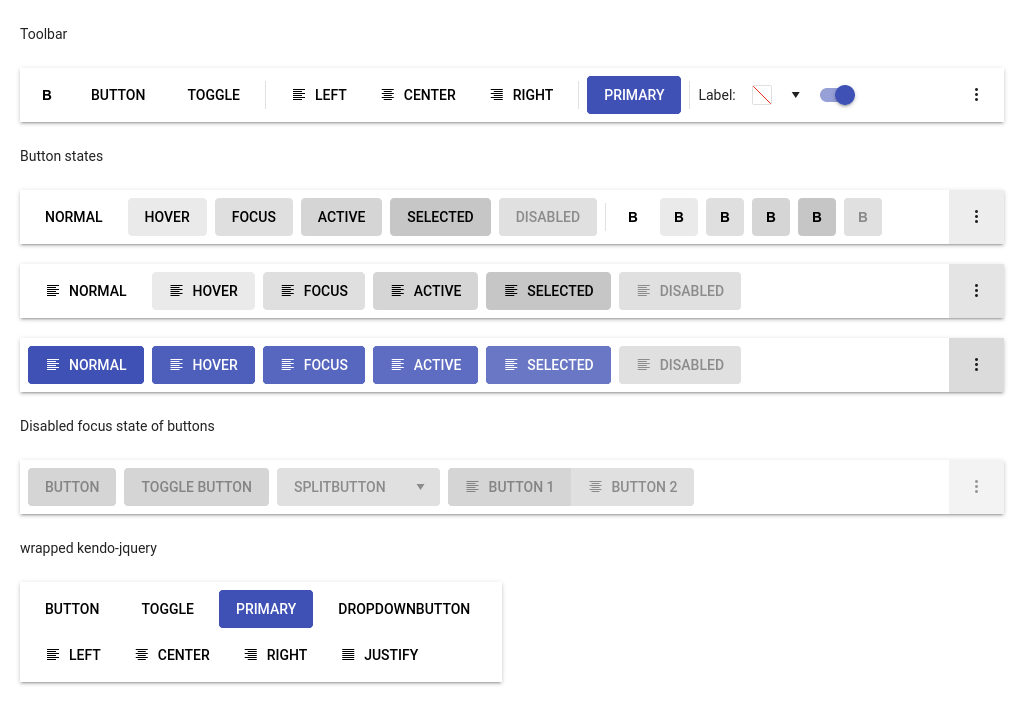 Toolbar
B BUTTON TOGGLE LEFT CENTER RIGHT PRIMARY Label:
Button states
NORMAL HOVER FOCUS ACTIVE SELECTED DISABLED B B B B B B
NORMAL HOVER FOCUS ACTIVE SELECTED DISABLED
NORMAL HOVER FOCUS ACTIVE SELECTED DISABLED
Disabled focus state of buttons
BUTTON TOGGLE BUTTON SPLITBUTTON BUTTON 1 BUTTON 2
wrapped kendo-jquery
BUTTON TOGGLE PRIMARY DROPDOWNBUTTON
LEFT CENTER RIGHT JUSTIFY